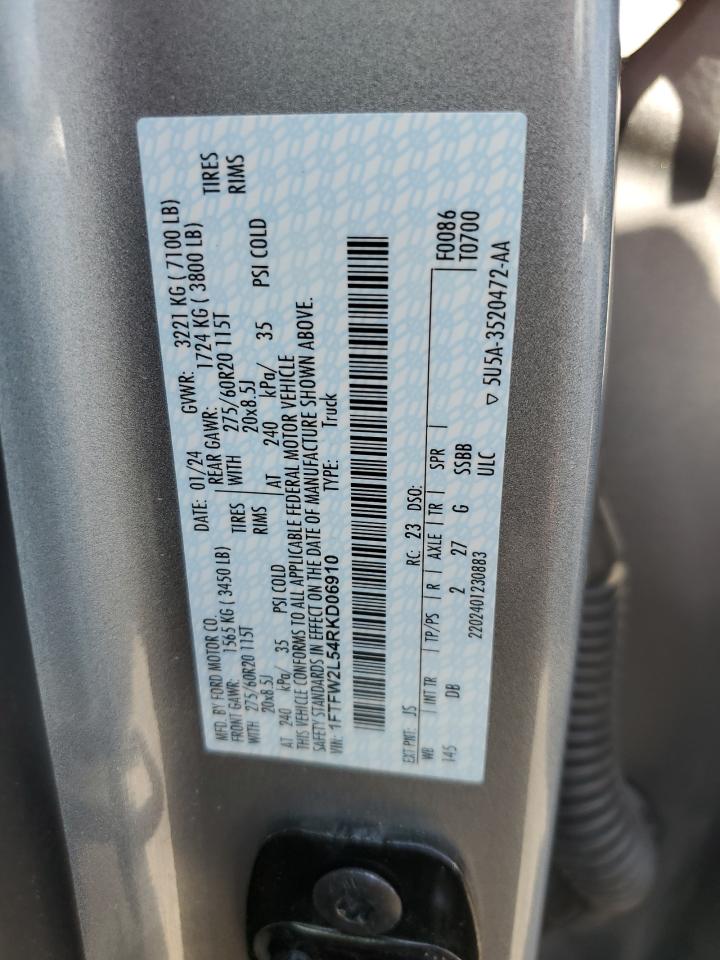 MFD. BY FORD MOTOR CO. DATE: 01/24 GVWR: 3221 KG ( 7100 LB)
FRONT GAWR: 1565 KG ( 3450 LB) REAR GAWR: 1724 KG ( 3800 LB)
WITH 275/60R20 115T TIRES WITH 275/60R20 115T TIRES
20x8.5J RIMS 20x8.5J RIMS
AT 240 kPa/ 35 PSI COLD AT 240 kPa/ 35 PSI COLD
THIS VEHICLE CONFORMS TO ALL APPLICABLE FEDERAL MOTOR VEHICLE
SAFETY STANDARDS IN EFFECT ON THE DATE OF MANUFACTURE SHOWN ABOVE.
VIN: 1FTFW2L54RKD06910 TYPE: Truck
EXT PNT: JS RC: 23 DSO: F0086
WB INT TR TP/PS R AXLE TR SPR T0700
145 DB 2 27 G SSBB
2202401230883 ULC
▽ 5U5A-3520472-AA